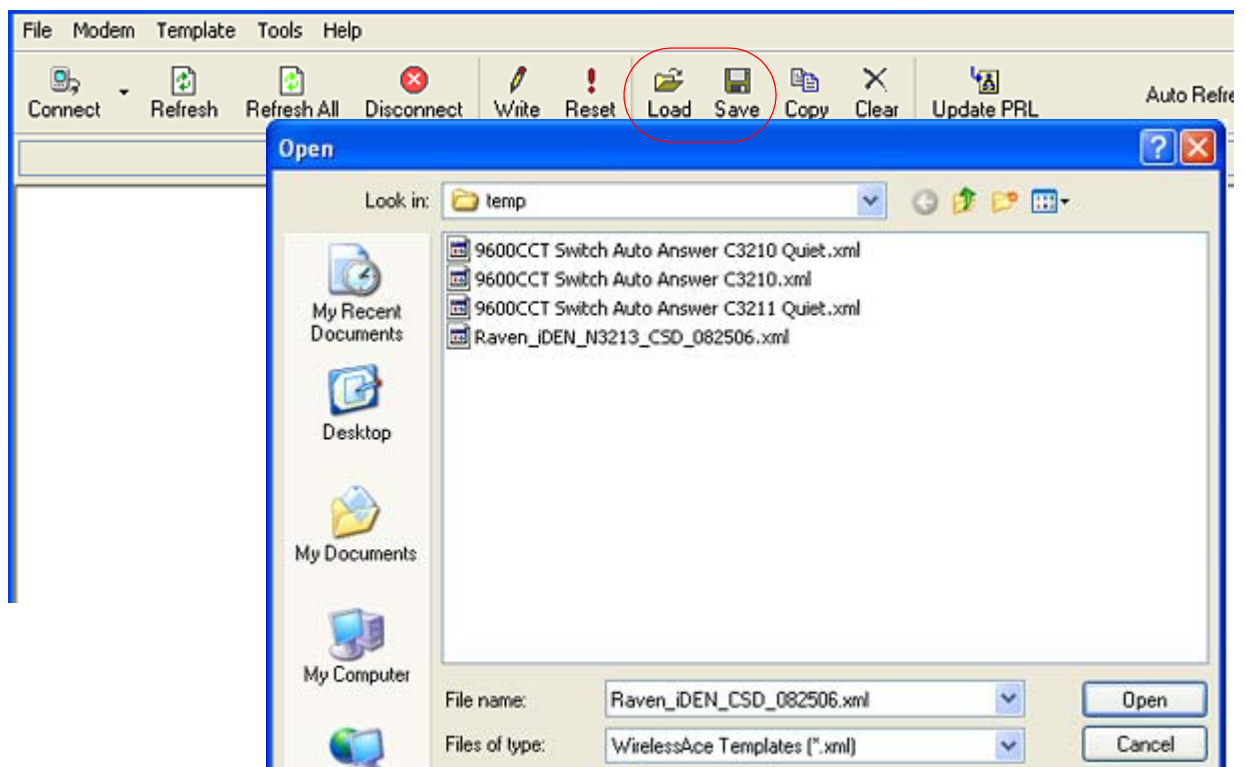 File Modem Template Tools Help
Connect Refresh Refresh All Disconnect Write Reset Load Save Copy Clear Update PRL Auto Refre
Open
Look in: temp
9600CCT Switch Auto Answer C3210 Quiet.xml
9600CCT Switch Auto Answer C3210.xml
9600CCT Switch Auto Answer C3211 Quiet.xml
Raven_iDEN_N3213_CSD_082506.xml
My Recent
Documents
Desktop
My Documents
My Computer
File name: Raven_iDEN_CSD_082506.xml Open
Files of type: WirelessAce Templates (*.xml) Cancel